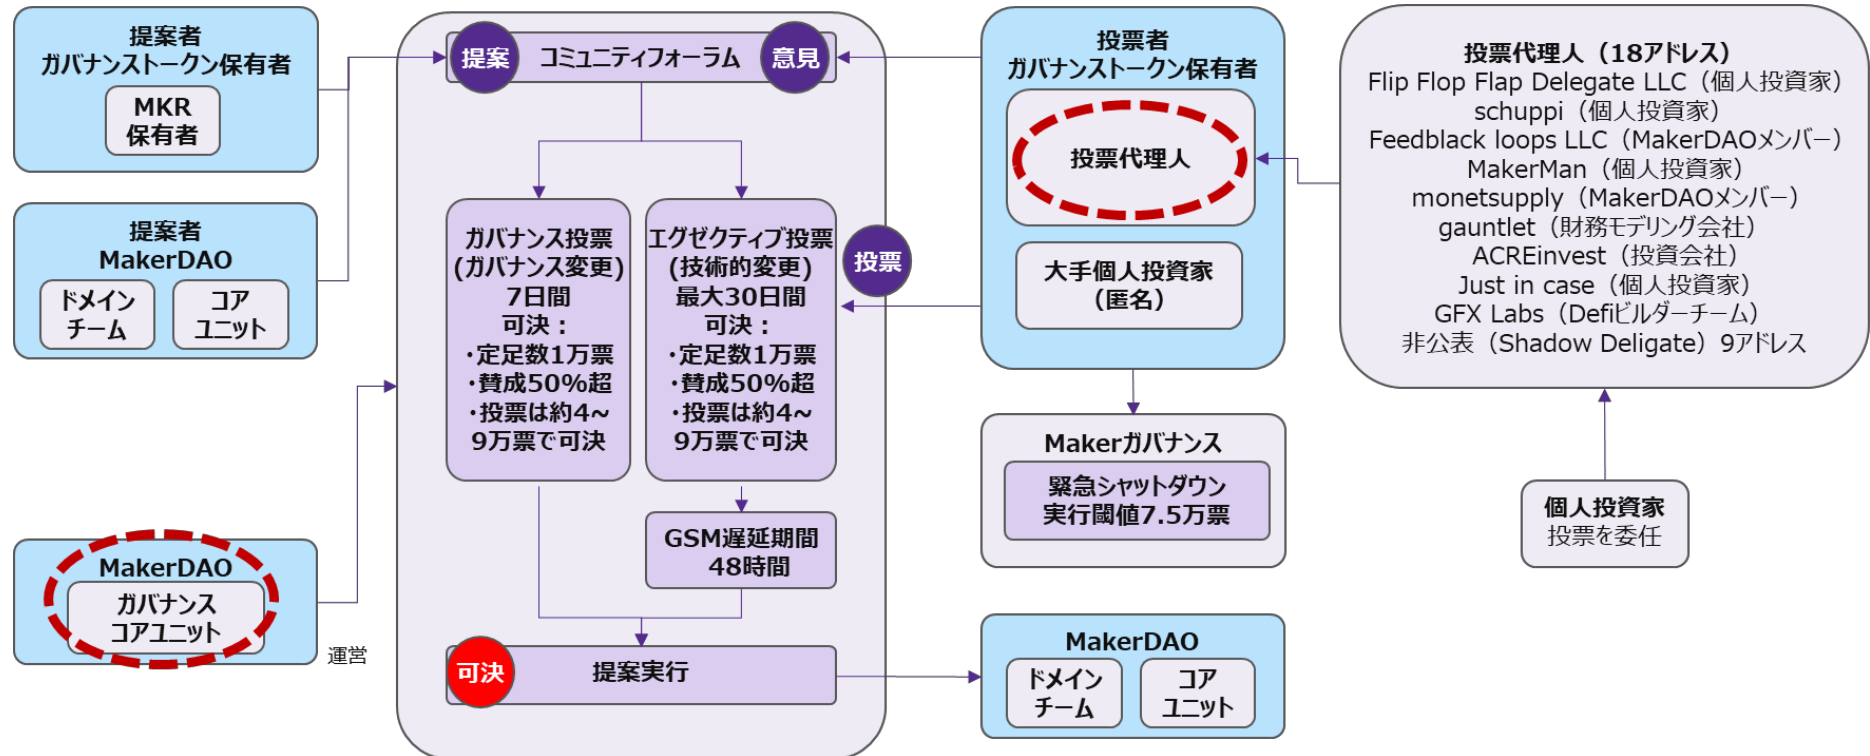 提案者
ガバナンストークン保有者
MKR
保有者
提案者
MakerDAO
ドメイン
チーム
コア
ユニット
MakerDAO
ガバナンス
コアユニット
運営
提案
コミュニティフォーラム
意見
ガバナンス投票
(ガバナンス変更)
7日間
可決：
・定足数1万票
・賛成50%超
・投票は約4~
9万票で可決
エグゼクティブ投票
(技術的変更)
最大30日間
可決：
・定足数1万票
・賛成50%超
・投票は約4~
9万票で可決
投票
GSM遅延期間
48時間
可決
提案実行
投票者
ガバナンストークン保有者
投票代理人
大手個人投資家
（匿名）
Makerガバナンス
緊急シャットダウン
実行閾値7.5万票
MakerDAO
ドメイン
チーム
コア
ユニット
投票代理人（18アドレス）
Flip Flop Flap Delegate LLC（個人投資家）
schuppi（個人投資家）
Feedblack loops LLC（MakerDAOメンバー）
MakerMan（個人投資家）
monetsupply（MakerDAOメンバー）
gauntlet（財務モデリング会社）
ACREinvest（投資会社）
Just in case（個人投資家）
GFX Labs（Defiビルダーチーム）
非公表（Shadow Deligate）9アドレス
個人投資家
投票を委任